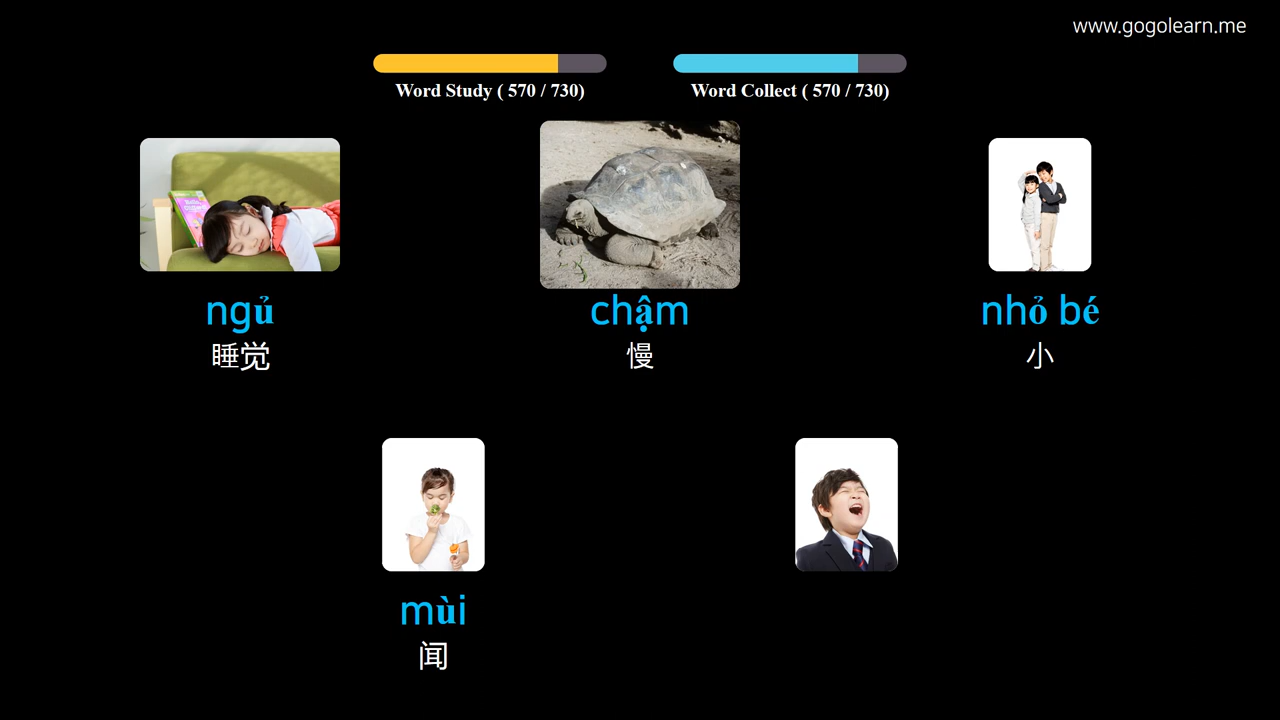 www.gogolearn.me
Word Study ( 570 / 730)
Word Collect ( 570 / 730)
ngủ
睡觉
chậm
慢
nhỏ bé
小
mùi
闻